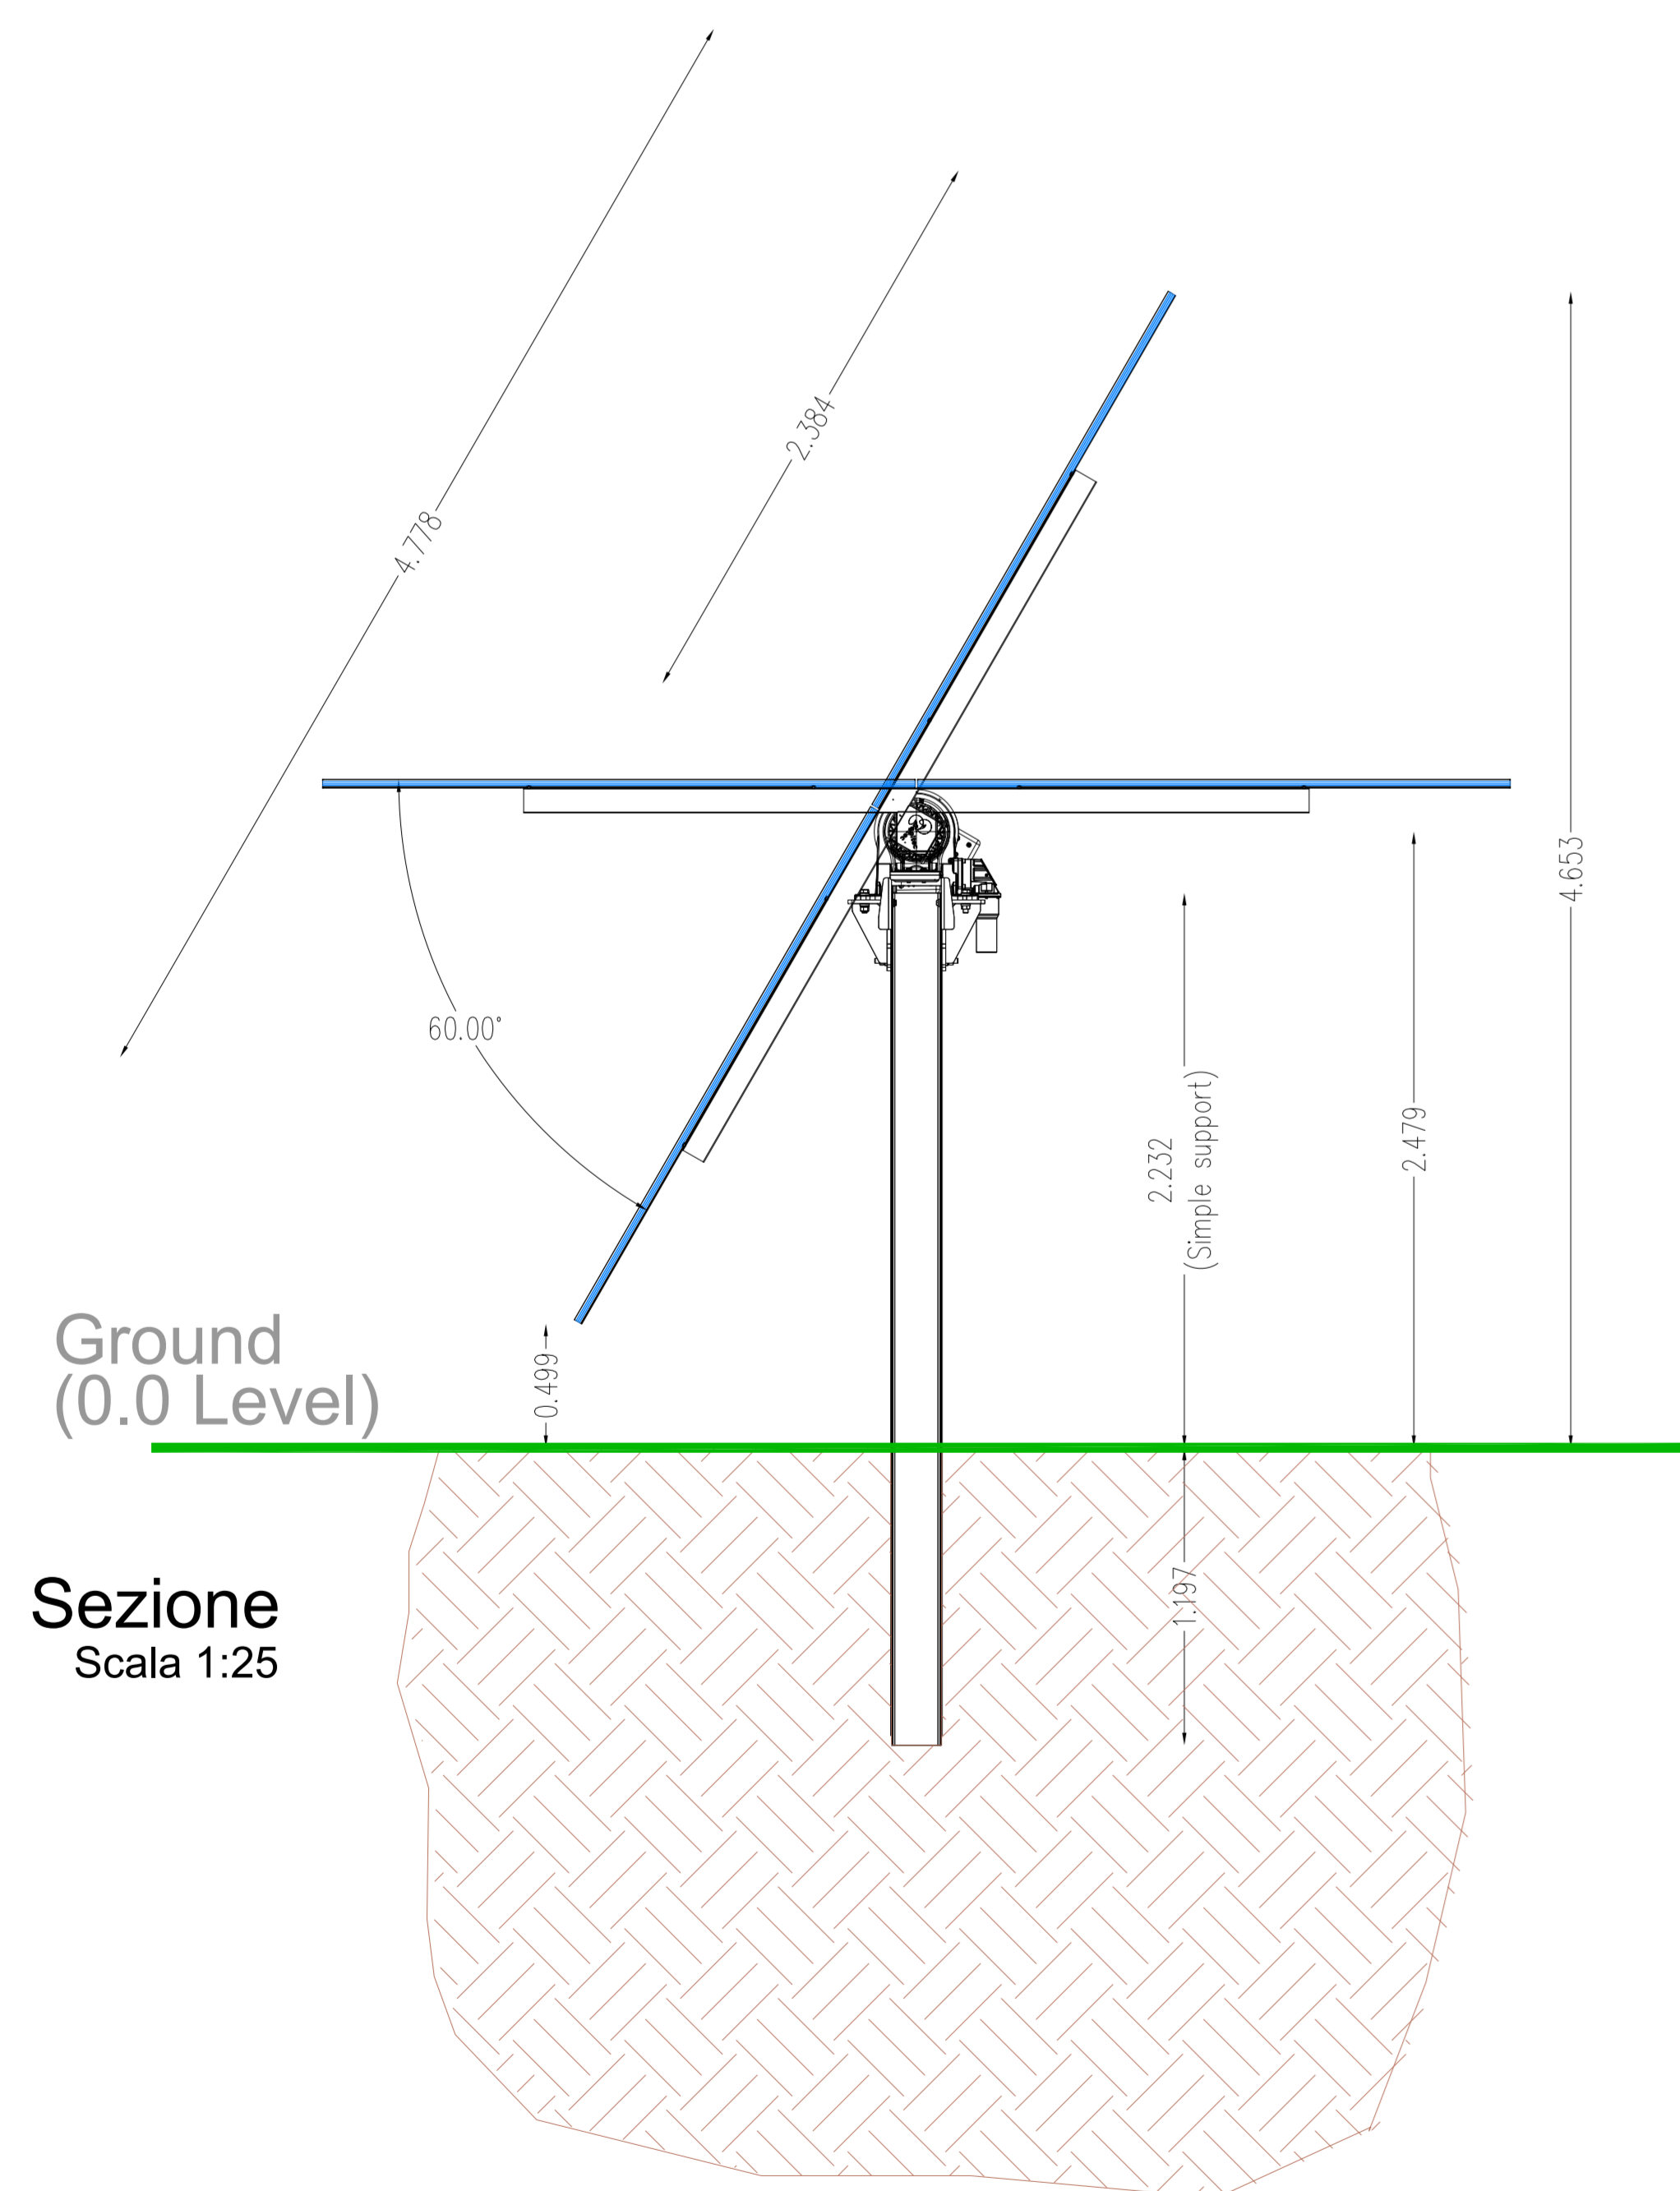 4.778
2.384
4.653
60.00°
2.479
2.232
(Simple support)
0.499
Ground
(0.0 Level)
1.197
Sezione
Scala 1:25